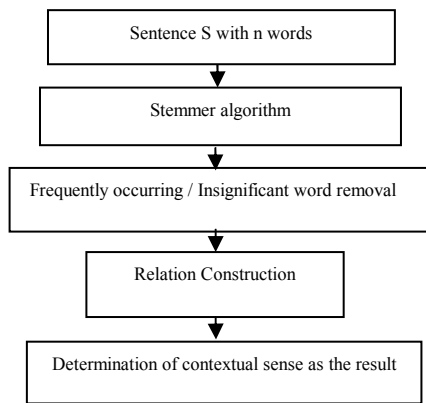 Sentence S with n words
Stemmer algorithm
Frequently occurring / Insignificant word removal
Relation Construction
Determination of contextual sense as the result